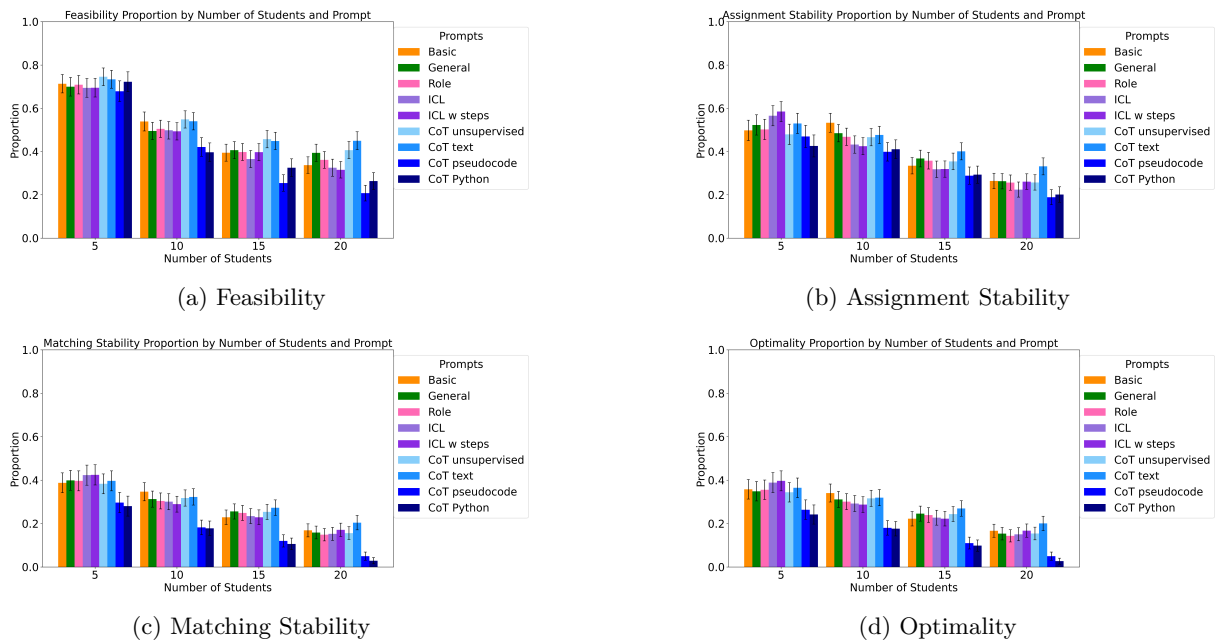 Feasibility Proportion by Number of Students and Prompt
1.0
0.8
0.6
0.4
0.2
0.0
Proportion
5
10
15
20
Number of Students
Prompts
Basic
General
Role
ICL
ICL w steps
CoT unsupervised
CoT text
CoT pseudocode
CoT Python
(a) Feasibility
Assignment Stability Proportion by Number of Students and Prompt
1.0
0.8
0.6
0.4
0.2
0.0
Proportion
5
10
15
20
Number of Students
Prompts
Basic
General
Role
ICL
ICL w steps
CoT unsupervised
CoT text
CoT pseudocode
CoT Python
(b) Assignment Stability
Matching Stability Proportion by Number of Students and Prompt
1.0
0.8
0.6
0.4
0.2
0.0
Proportion
5
10
15
20
Number of Students
Prompts
Basic
General
Role
ICL
ICL w steps
CoT unsupervised
CoT text
CoT pseudocode
CoT Python
(c) Matching Stability
Optimality Proportion by Number of Students and Prompt
1.0
0.8
0.6
0.4
0.2
0.0
Proportion
5
10
15
20
Number of Students
Prompts
Basic
General
Role
ICL
ICL w steps
CoT unsupervised
CoT text
CoT pseudocode
CoT Python
(d) Optimality